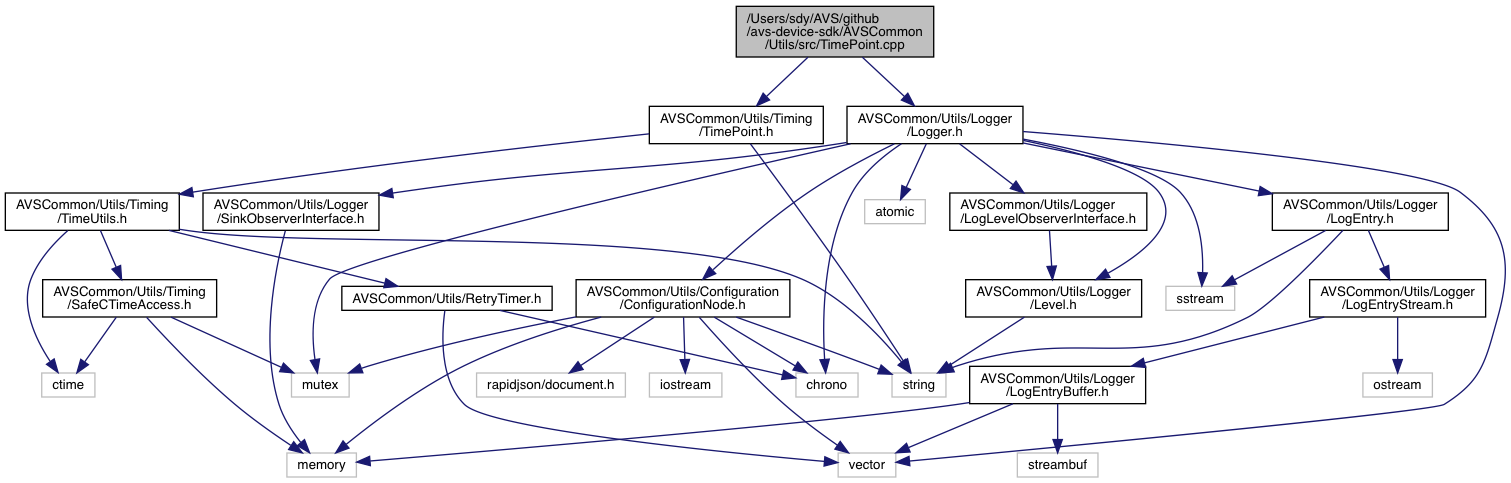 /Users/sdy/AVS/github
/avs-device-sdk/AVSCommon
/Utils/src/TimePoint.cpp
AVSCommon/Utils/Timing
/TimePoint.h
AVSCommon/Utils/Logger
/Logger.h
AVSCommon/Utils/Timing
/TimeUtils.h
AVSCommon/Utils/Logger
/SinkObserverInterface.h
atomic
AVSCommon/Utils/Logger
/LogLevelObserverInterface.h
AVSCommon/Utils/Logger
/LogEntry.h
AVSCommon/Utils/Timing
/SafeCTimeAccess.h
AVSCommon/Utils/RetryTimer.h
AVSCommon/Utils/Configuration
/ConfigurationNode.h
AVSCommon/Utils/Logger
/Level.h
sstream
AVSCommon/Utils/Logger
/LogEntryStream.h
ctime
mutex
rapidjson/document.h
iostream
chrono
string
AVSCommon/Utils/Logger
/LogEntryBuffer.h
ostream
memory
vector
streambuf